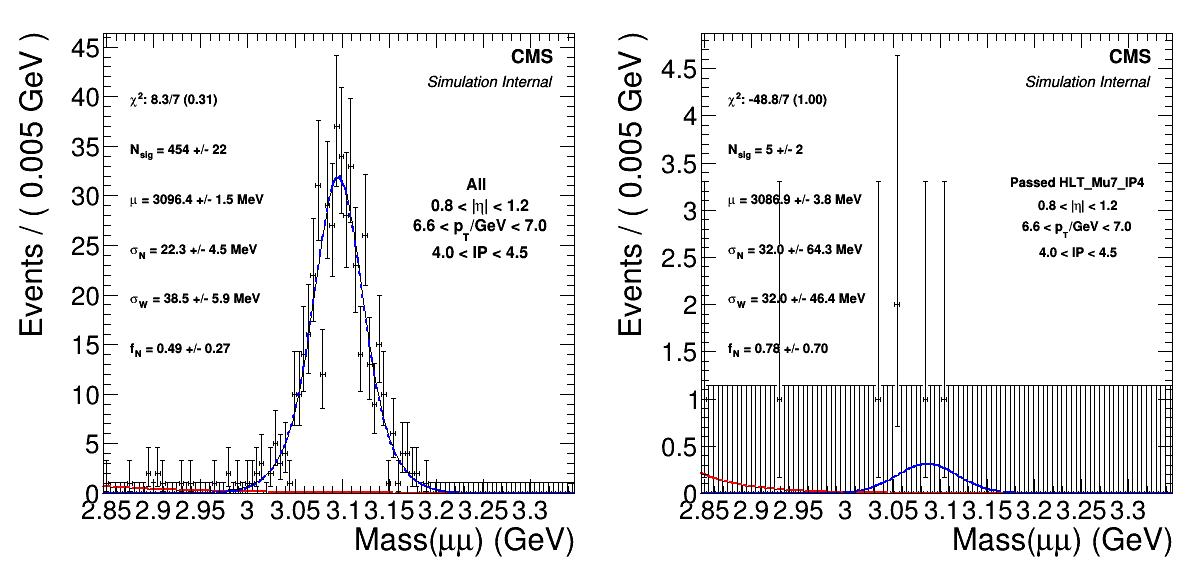 CMS
Simulation Internal
χ²: 8.3/7 (0.31)
N_sig = 454 +/- 22
μ = 3096.4 +/- 1.5 MeV
σ_N = 22.3 +/- 4.5 MeV
σ_W = 38.5 +/- 5.9 MeV
f_N = 0.49 +/- 0.27
All
0.8 < |η| < 1.2
6.6 < p_T/GeV < 7.0
4.0 < IP < 4.5
Events / ( 0.005 GeV )
45
40
35
30
25
20
15
10
5
0
2.85 2.9 2.95 3 3.05 3.1 3.15 3.2 3.25 3.3
Mass(μμ) (GeV)
CMS
Simulation Internal
χ²: -48.8/7 (1.00)
N_sig = 5 +/- 2
μ = 3086.9 +/- 3.8 MeV
σ_N = 32.0 +/- 64.3 MeV
σ_W = 32.0 +/- 46.4 MeV
f_N = 0.78 +/- 0.70
Passed HLT_Mu7_IP4
0.8 < |η| < 1.2
6.6 < p_T/GeV < 7.0
4.0 < IP < 4.5
Events / ( 0.005 GeV )
4.5
4
3.5
3
2.5
2
1.5
1
0.5
0
2.85 2.9 2.95 3 3.05 3.1 3.15 3.2 3.25 3.3
Mass(μμ) (GeV)